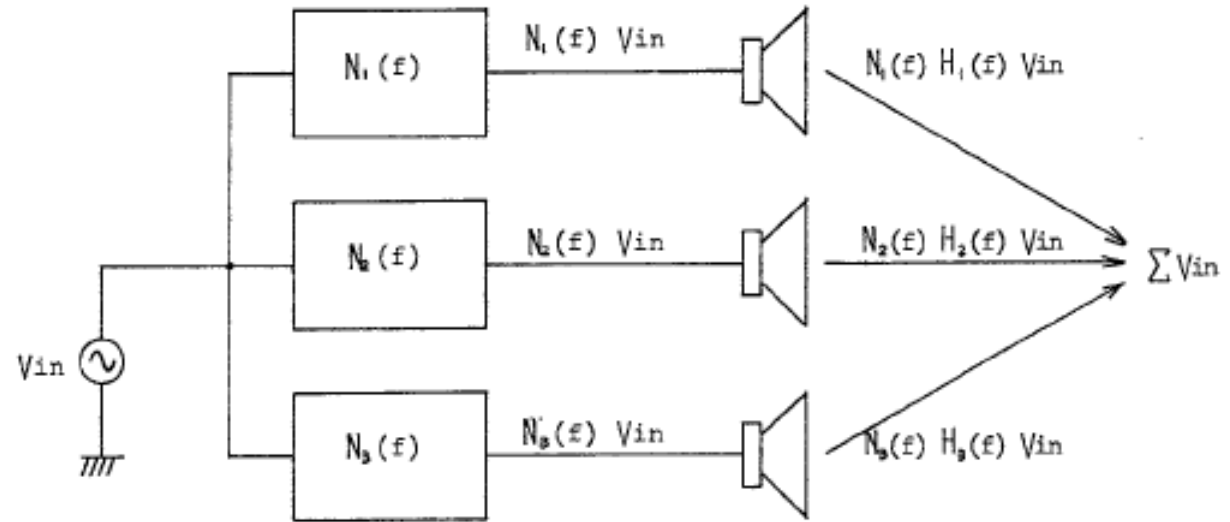 N₁(f)
N₁(f) Vin
N₁(f) H₁(f) Vin
N₂(f)
N₂(f) Vin
N₂(f) H₂(f) Vin
∑ Vin
Vin
N₃(f)
N₃(f) Vin
N₃(f) H₃(f) Vin